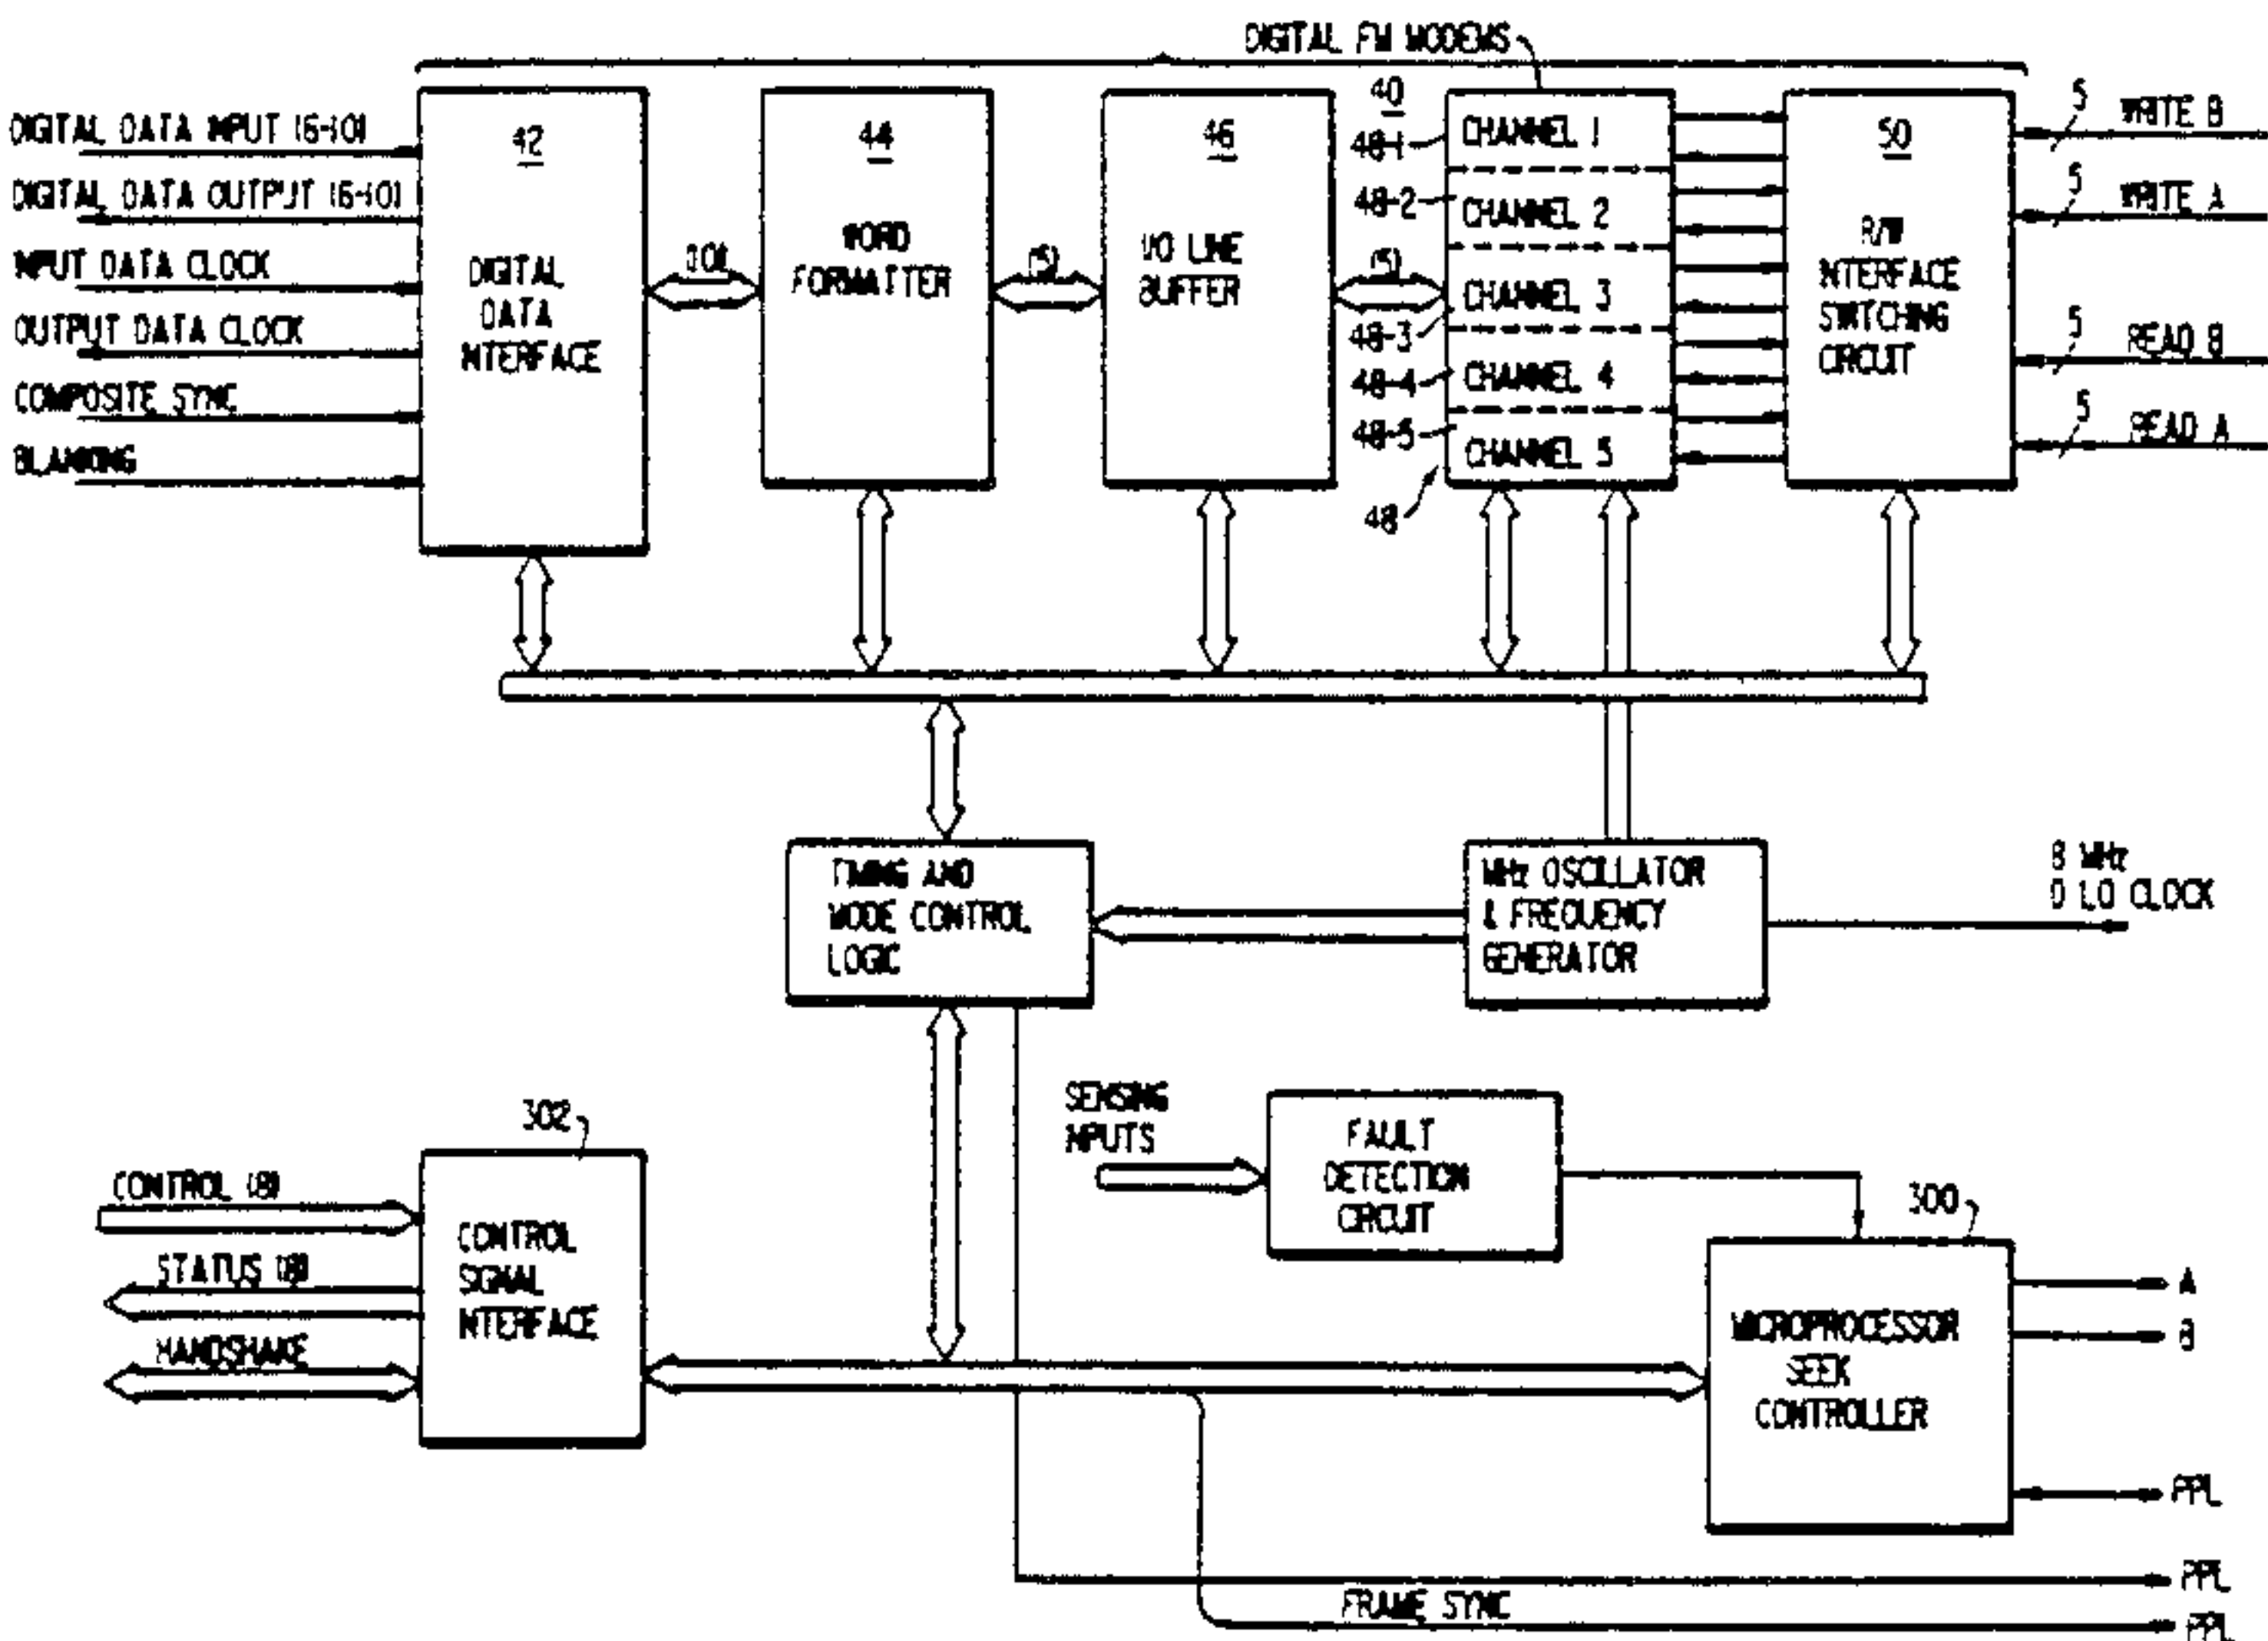 DIGITAL FM MODEMS
DIGITAL DATA INPUT (6-10)
DIGITAL DATA OUTPUT (6-10)
INPUT DATA CLOCK
OUTPUT DATA CLOCK
COMPOSITE SYNC
BLANKING
42
DIGITAL
DATA
INTERFACE
(10)
44
WORD
FORMATTER
(5)
46
I/O LINE
BUFFER
(5)
40
48-1
48-2
48-3
48-4
48-5
48
CHANNEL 1
CHANNEL 2
CHANNEL 3
CHANNEL 4
CHANNEL 5
50
R/W
INTERFACE
SWITCHING
CIRCUIT
5 WRITE B
5 WRITE A
5 READ B
5 READ A
TIMING AND
MODE CONTROL
LOGIC
MHz OSCILLATOR
& FREQUENCY
GENERATOR
8 MHz
CLOCK
302
CONTROL (8)
STATUS (8)
HANDSHAKE
CONTROL
SIGNAL
INTERFACE
SENSING
INPUTS
FAULT
DETECTION
CIRCUIT
300
MICROPROCESSOR
SEEK
CONTROLLER
A
B
PPL
PPL
FRAME SYNC
PPL